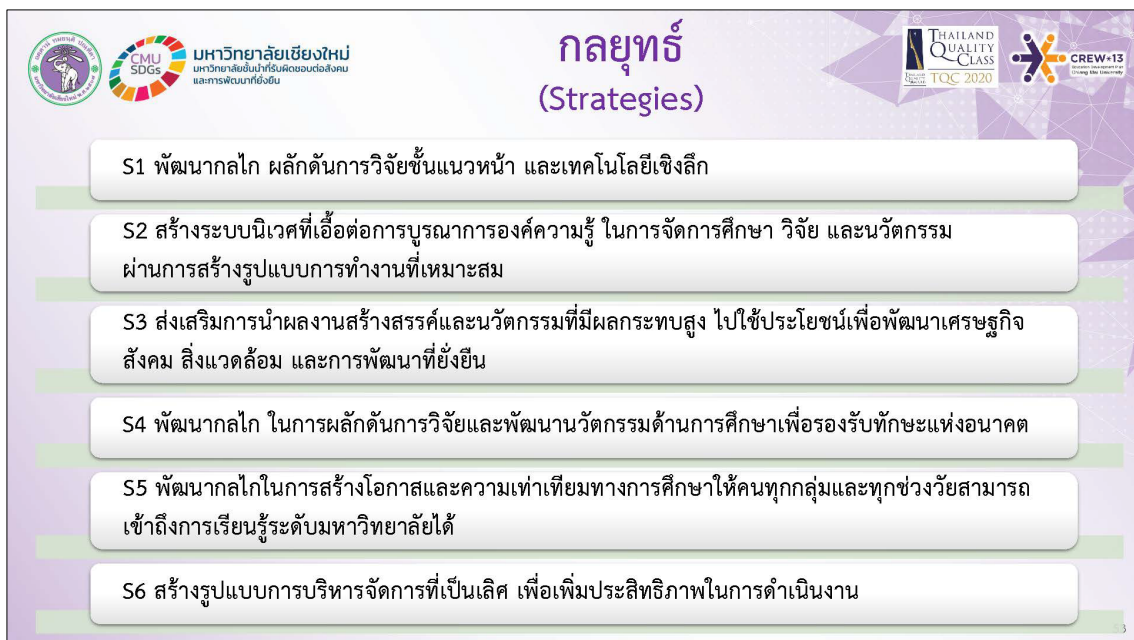 CMU
SDGs
มหาวิทยาลัยเชียงใหม่
มหาวิทยาลัยชั้นนำที่รับผิดชอบต่อสังคม
และการพัฒนาที่ยั่งยืน
กลยุทธ์
(Strategies)
THAILAND
QUALITY
CLASS
TQC 2020
CREW*13
Chiang Mai University
S1 พัฒนากลไก ผลักดันการวิจัยชั้นแนวหน้า และเทคโนโลยีเชิงลึก
S2 สร้างระบบนิเวศที่เอื้อต่อการบูรณาการองค์ความรู้ ในการจัดการศึกษา วิจัย และนวัตกรรม
ผ่านการสร้างรูปแบบการทำงานที่เหมาะสม
S3 ส่งเสริมการนำผลงานสร้างสรรค์และนวัตกรรมที่มีผลกระทบสูง ไปใช้ประโยชน์เพื่อพัฒนาเศรษฐกิจ
สังคม สิ่งแวดล้อม และการพัฒนาที่ยั่งยืน
S4 พัฒนากลไก ในการผลักดันการวิจัยและพัฒนานวัตกรรมด้านการศึกษาเพื่อรองรับทักษะแห่งอนาคต
S5 พัฒนากลไกในการสร้างโอกาสและความเท่าเทียมทางการศึกษาให้คนทุกกลุ่มและทุกช่วงวัยสามารถ
เข้าถึงการเรียนรู้ระดับมหาวิทยาลัยได้
S6 สร้างรูปแบบการบริหารจัดการที่เป็นเลิศ เพื่อเพิ่มประสิทธิภาพในการดำเนินงาน
53